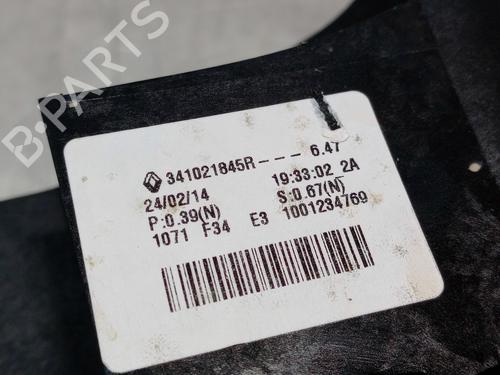 B-PARTS
341021845R- - - 6.47
24/02/14 19:33:02 2A
P:0.39(N) S:0.67(N)
1071 F34 E3 1001234769